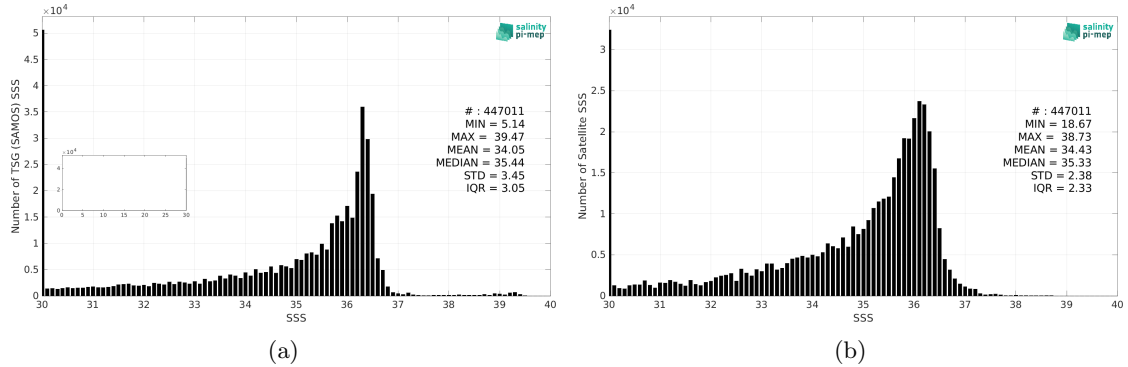 ×10⁴
5
4.5
4
3.5
3
2.5
2
1.5
1
0.5
0
Number of TSG (SAMOS) SSS
salinity
pi-mep
# : 447011
MIN = 5.14
MAX = 39.47
MEAN = 34.05
MEDIAN = 35.44
STD = 3.45
IQR = 3.05
×10⁴
4
2
0
0 5 10 15 20 25 30
30 31 32 33 34 35 36 37 38 39 40
SSS
(a)
×10⁴
3
2.5
2
1.5
1
0.5
0
Number of Satellite SSS
salinity
pi-mep
# : 447011
MIN = 18.67
MAX = 38.73
MEAN = 34.43
MEDIAN = 35.33
STD = 2.38
IQR = 2.33
30 31 32 33 34 35 36 37 38 39 40
SSS
(b)